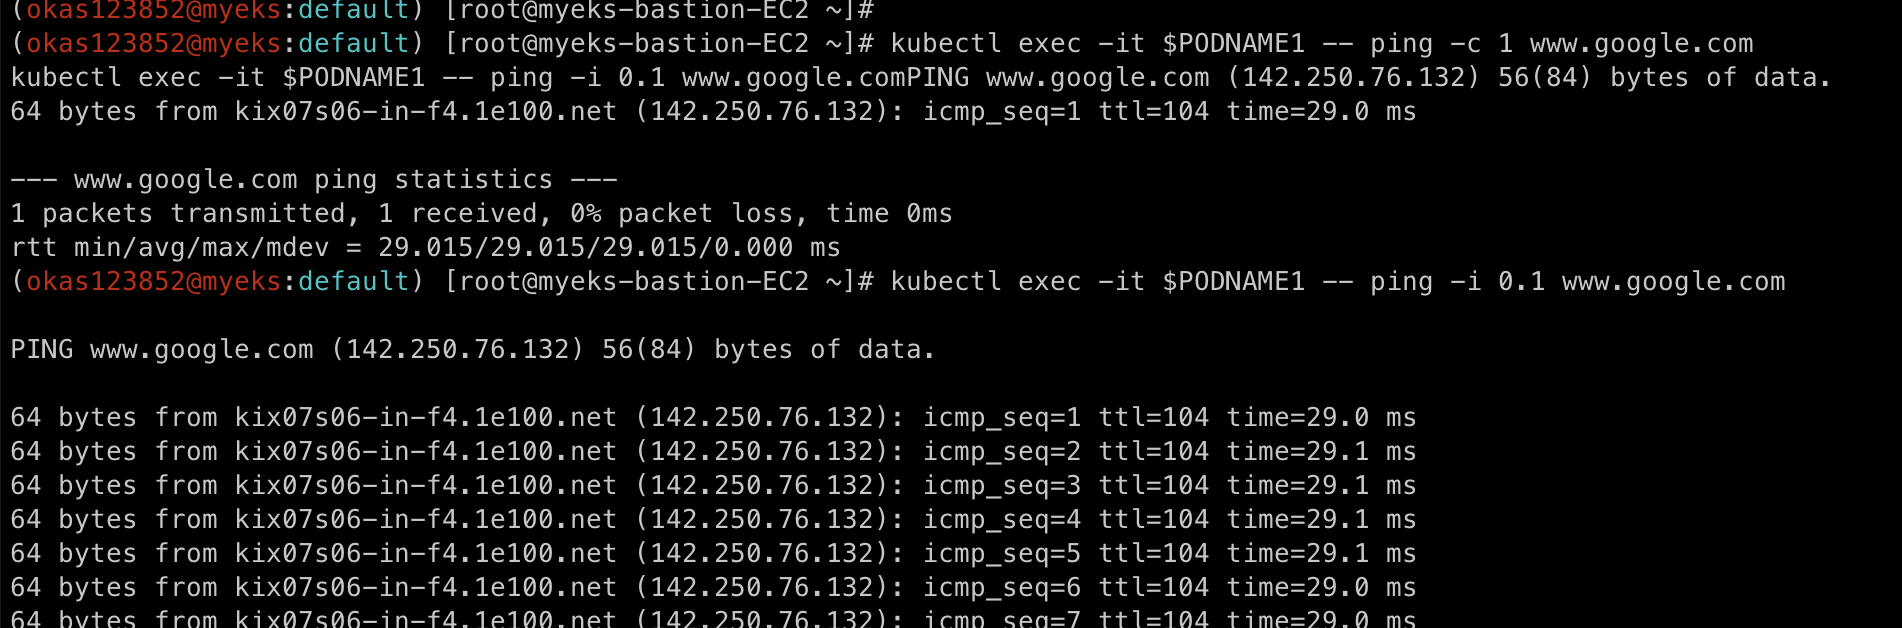 (okas123852@myeks:default) [root@myeks-bastion-EC2 ~]#
(okas123852@myeks:default) [root@myeks-bastion-EC2 ~]# kubectl exec -it $PODNAME1 -- ping -c 1 www.google.com
kubectl exec -it $PODNAME1 -- ping -i 0.1 www.google.comPING www.google.com (142.250.76.132) 56(84) bytes of data.
64 bytes from kix07s06-in-f4.1e100.net (142.250.76.132): icmp_seq=1 ttl=104 time=29.0 ms
--- www.google.com ping statistics ---
1 packets transmitted, 1 received, 0% packet loss, time 0ms
rtt min/avg/max/mdev = 29.015/29.015/29.015/0.000 ms
(okas123852@myeks:default) [root@myeks-bastion-EC2 ~]# kubectl exec -it $PODNAME1 -- ping -i 0.1 www.google.com
PING www.google.com (142.250.76.132) 56(84) bytes of data.
64 bytes from kix07s06-in-f4.1e100.net (142.250.76.132): icmp_seq=1 ttl=104 time=29.0 ms
64 bytes from kix07s06-in-f4.1e100.net (142.250.76.132): icmp_seq=2 ttl=104 time=29.1 ms
64 bytes from kix07s06-in-f4.1e100.net (142.250.76.132): icmp_seq=3 ttl=104 time=29.1 ms
64 bytes from kix07s06-in-f4.1e100.net (142.250.76.132): icmp_seq=4 ttl=104 time=29.1 ms
64 bytes from kix07s06-in-f4.1e100.net (142.250.76.132): icmp_seq=5 ttl=104 time=29.1 ms
64 bytes from kix07s06-in-f4.1e100.net (142.250.76.132): icmp_seq=6 ttl=104 time=29.0 ms
64 bytes from kix07s06-in-f4.1e100.net (142.250.76.132): icmp_seq=7 ttl=104 time=29.0 ms